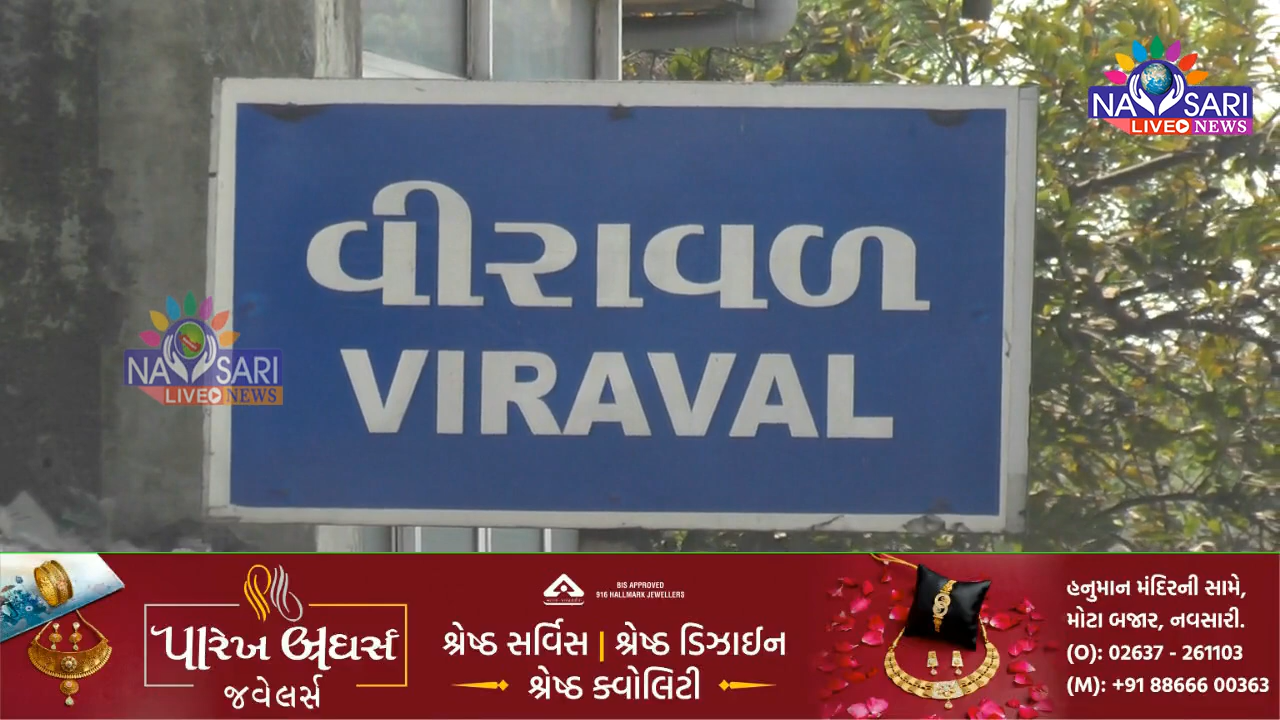 NAVSARI
LIVE NEWS
વીરાવળ
VIRAVAL
NAVSARI
LIVE NEWS
પારેખ બ્રધર્સ
જવેલર્સ
BIS APPROVED
916 HALLMARK JEWELLERS
શ્રેષ્ઠ સર્વિસ | શ્રેષ્ઠ ડિઝાઈન
શ્રેષ્ઠ ક્વોલિટી
હનુમાન મંદિરની સામે,
મોટા બજાર, નવસારી.
(O): 02637 - 261103
(M): +91 88666 00363